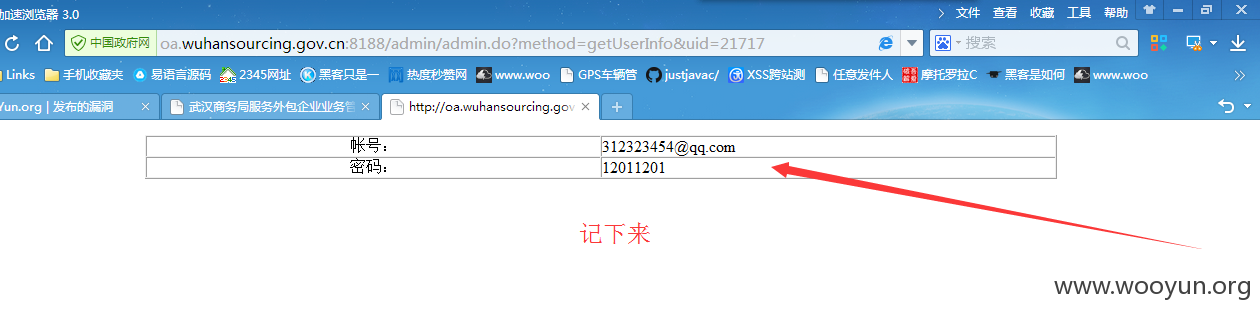 加速浏览器 3.0 文件 查看 收藏 工具 帮助
中国政府网 oa.wuhansourcing.gov.cn:8188/admin/admin.do?method=getUserInfo&uid=21717 搜索
Links 手机收藏夹 易语言源码 2345网址 黑客只是一 热度秒赞网 www.woo GPS车辆管 justjavac/ XSS跨站测 任意发件人 摩托罗拉C 黑客是如何 www.woo
Yun.org | 发布的漏洞 武汉商务局服务外包企业业务管 http://oa.wuhansourcing.gov
帐号： 312323454@qq.com
密码： 12011201
记下来
www.wooyun.org